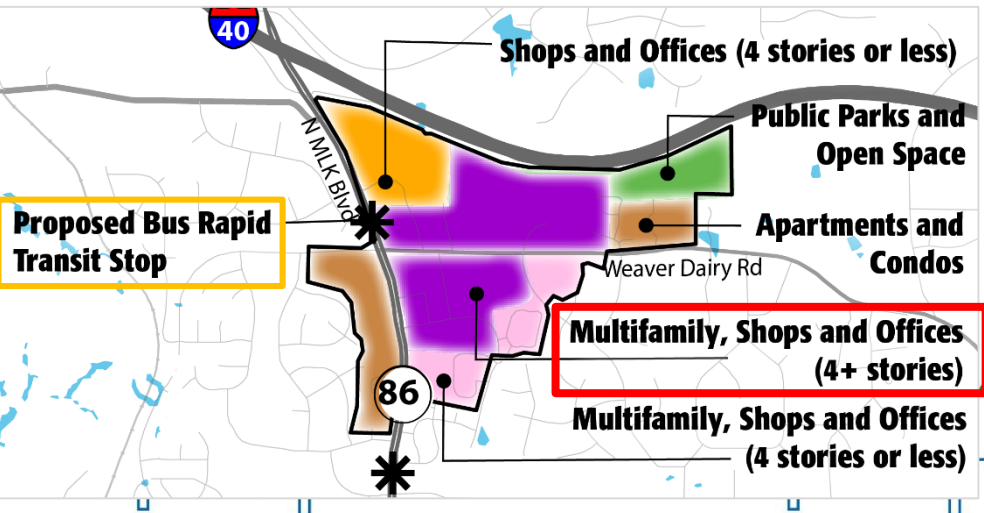 40
Shops and Offices (4 stories or less)
Public Parks and
Open Space
N MLK Blvd
Proposed Bus Rapid
Transit Stop
Apartments and
Condos
Weaver Dairy Rd
Multifamily, Shops and Offices
(4+ stories)
86
Multifamily, Shops and Offices
(4 stories or less)